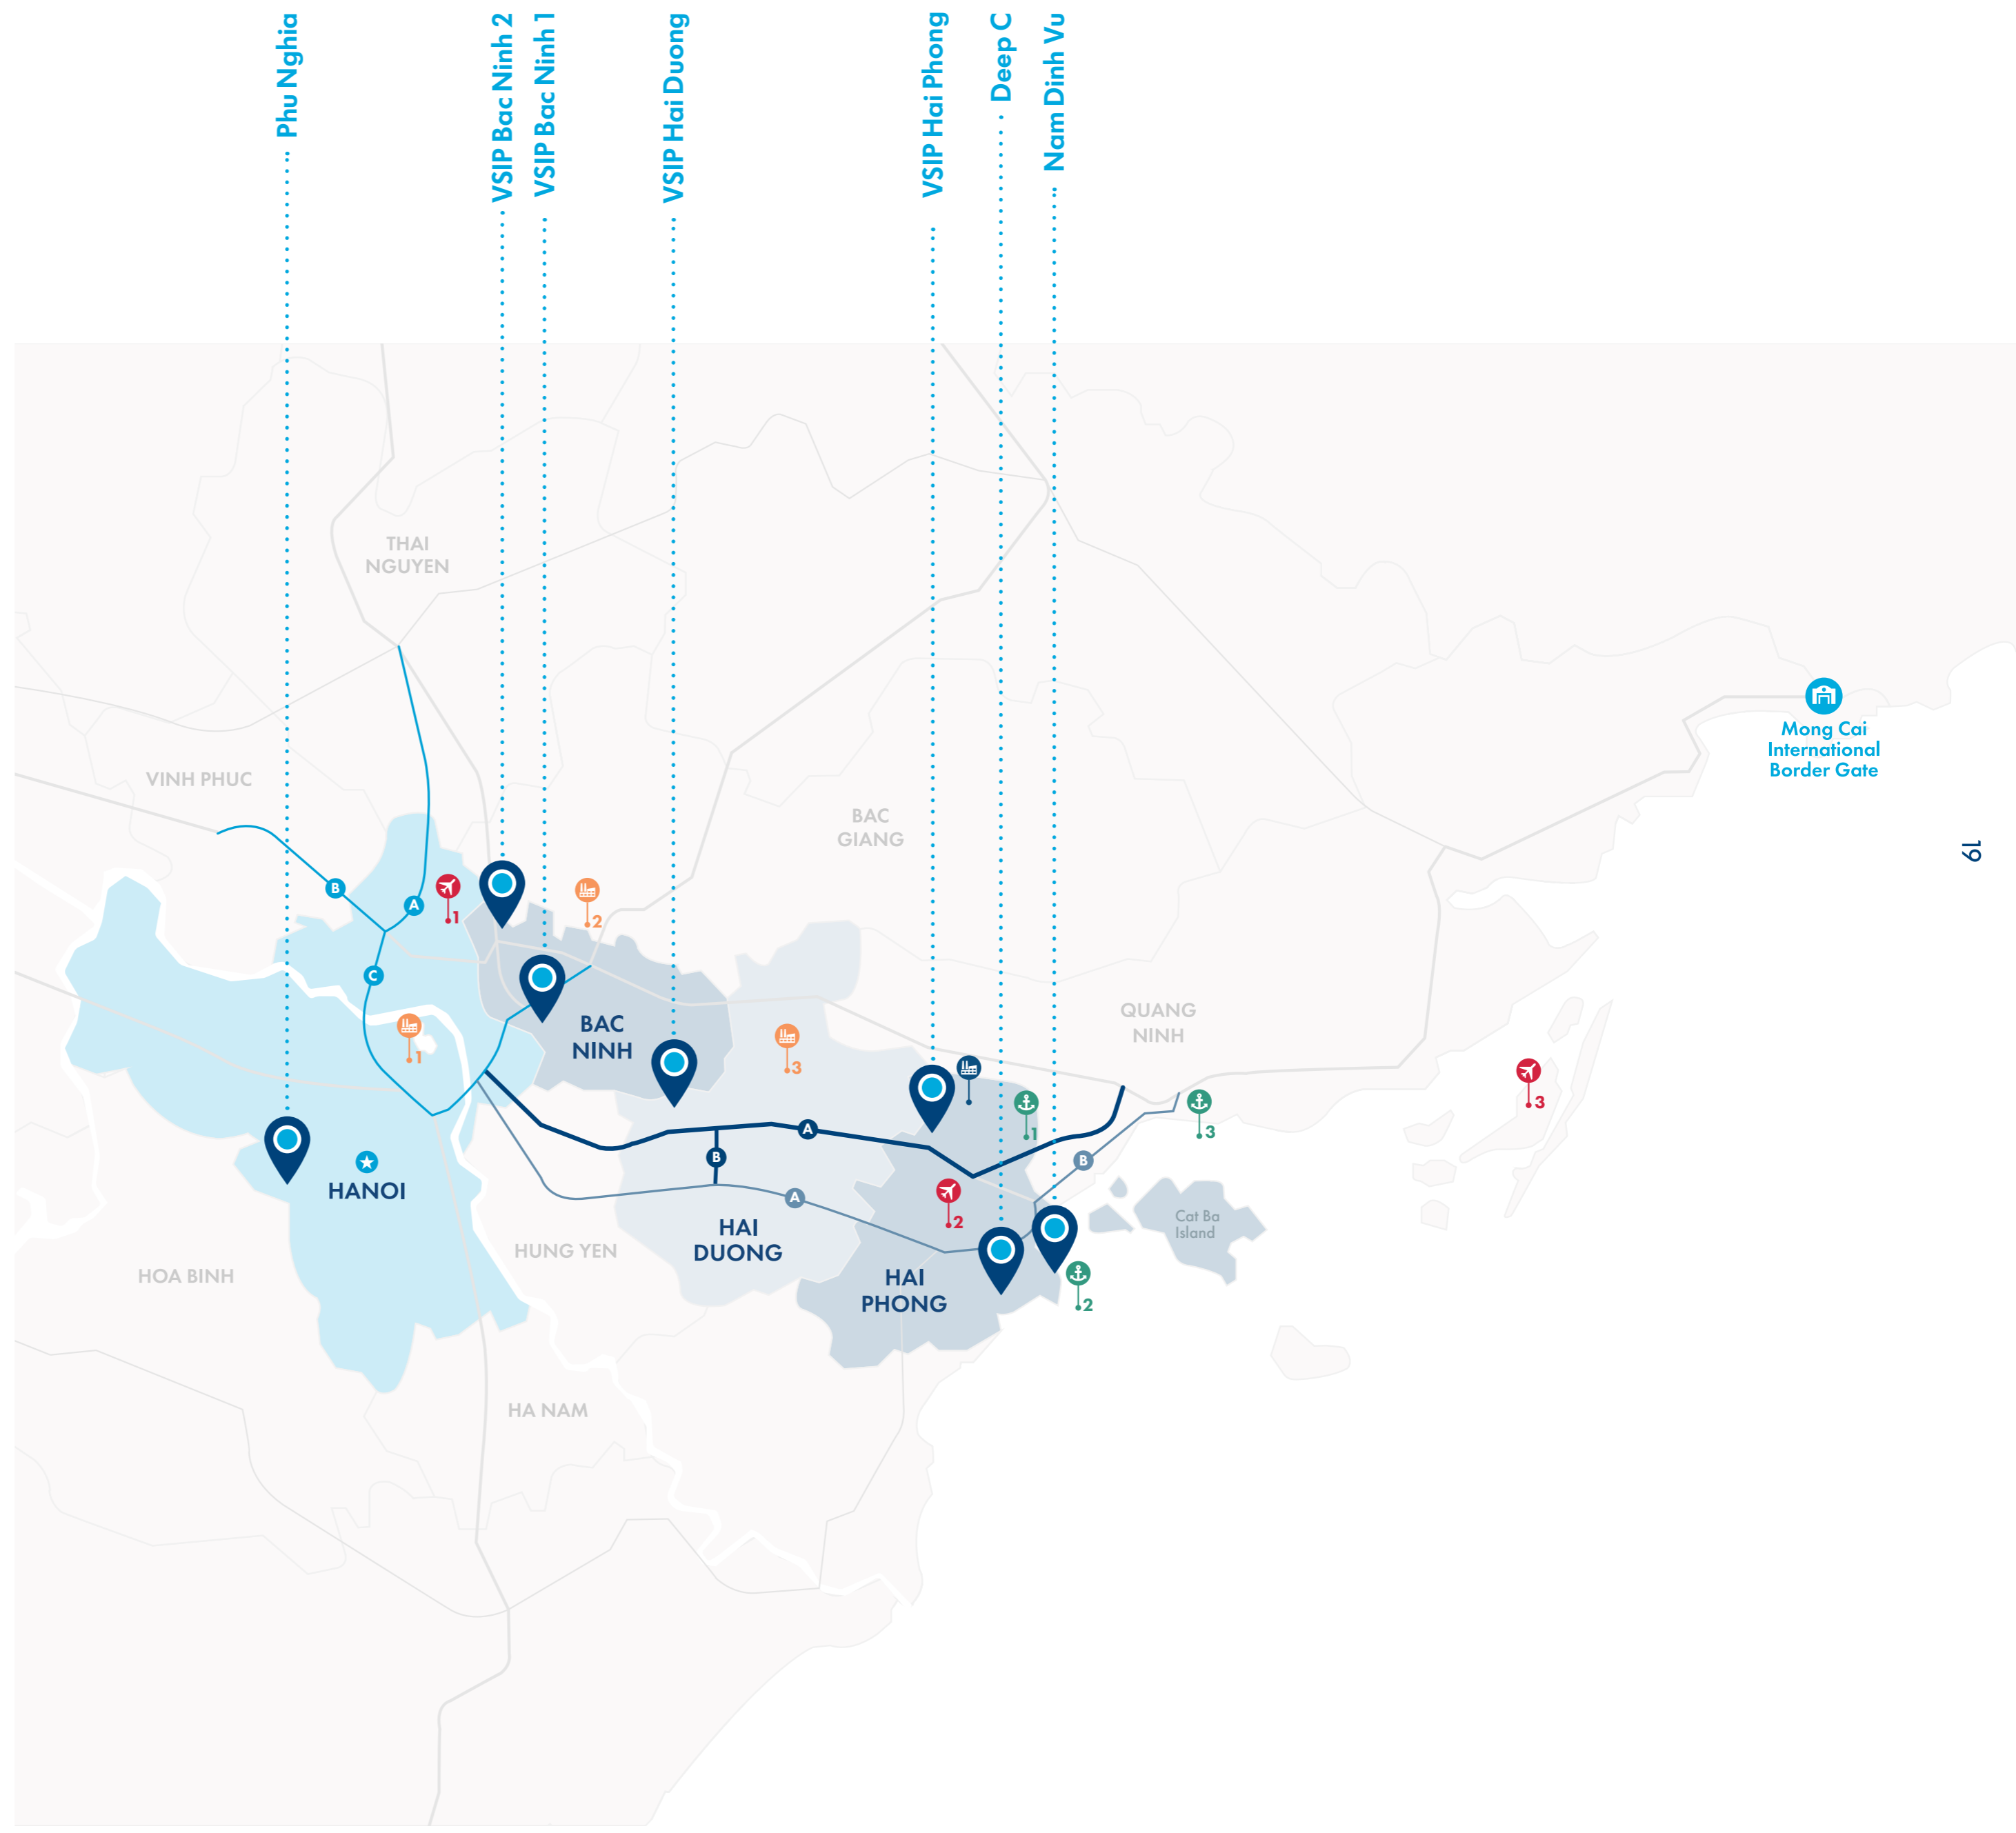 Phu Nghia
VSIP Bac Ninh 2
VSIP Bac Ninh 1
VSIP Hai Duong
VSIP Hai Phong
Deep C
Nam Dinh Vu
THAI
NGUYEN
Mong Cai
International
Border Gate
VINH PHUC
BAC
GIANG
19
B
A
1
2
C
QUANG
NINH
BAC
NINH
1
3
3
1
3
A
B
B
HANOI
A
2
Cat Ba
Island
HAI
DUONG
HUNG YEN
HOA BINH
HAI
PHONG
2
HA NAM